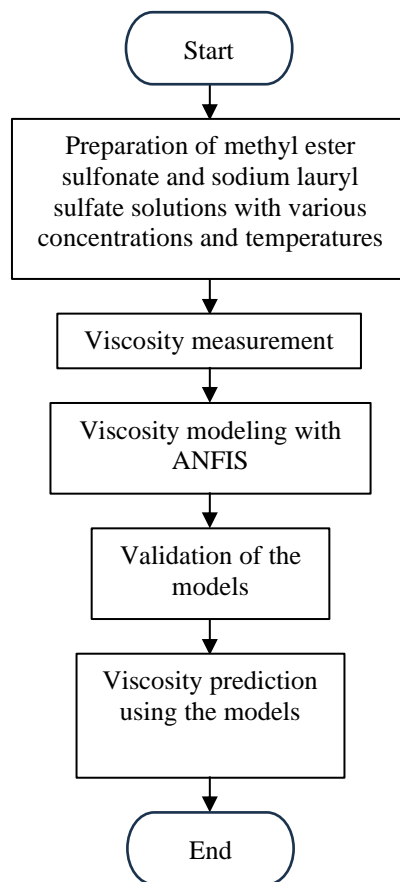 Start
Preparation of methyl ester
sulfonate and sodium lauryl
sulfate solutions with various
concentrations and temperatures
Viscosity measurement
Viscosity modeling with
ANFIS
Validation of the
models
Viscosity prediction
using the models
End